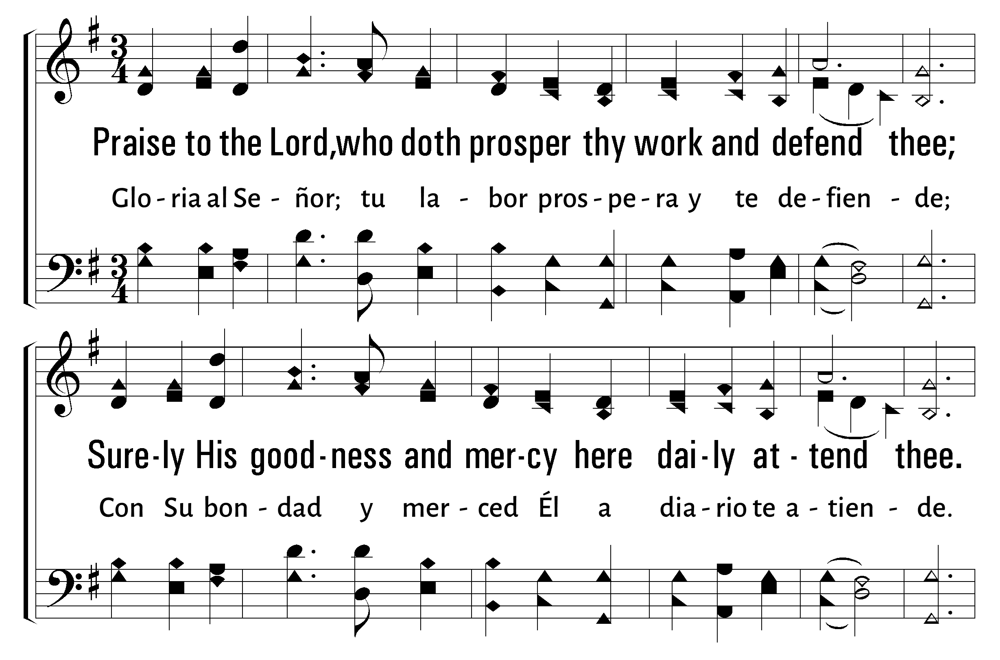 Praise to the Lord, who doth prosper thy work and defend thee;
Glo - ria al Se - ñor; tu la - bor pros - pe - ra y te de - fien - de;
Sure - ly His good - ness and mer - cy here dai - ly at - tend thee.
Con Su bon - dad y mer - ced Él a dia - rio te a - tien - de.